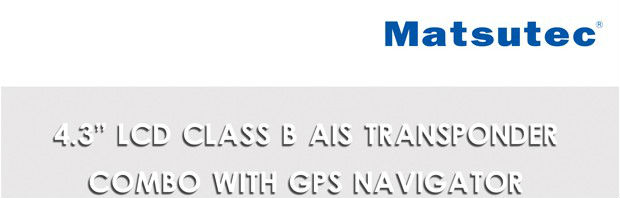 Matsutec®
4.3” LCD CLASS B AIS TRANSPONDER
COMBO WITH GPS NAVIGATOR